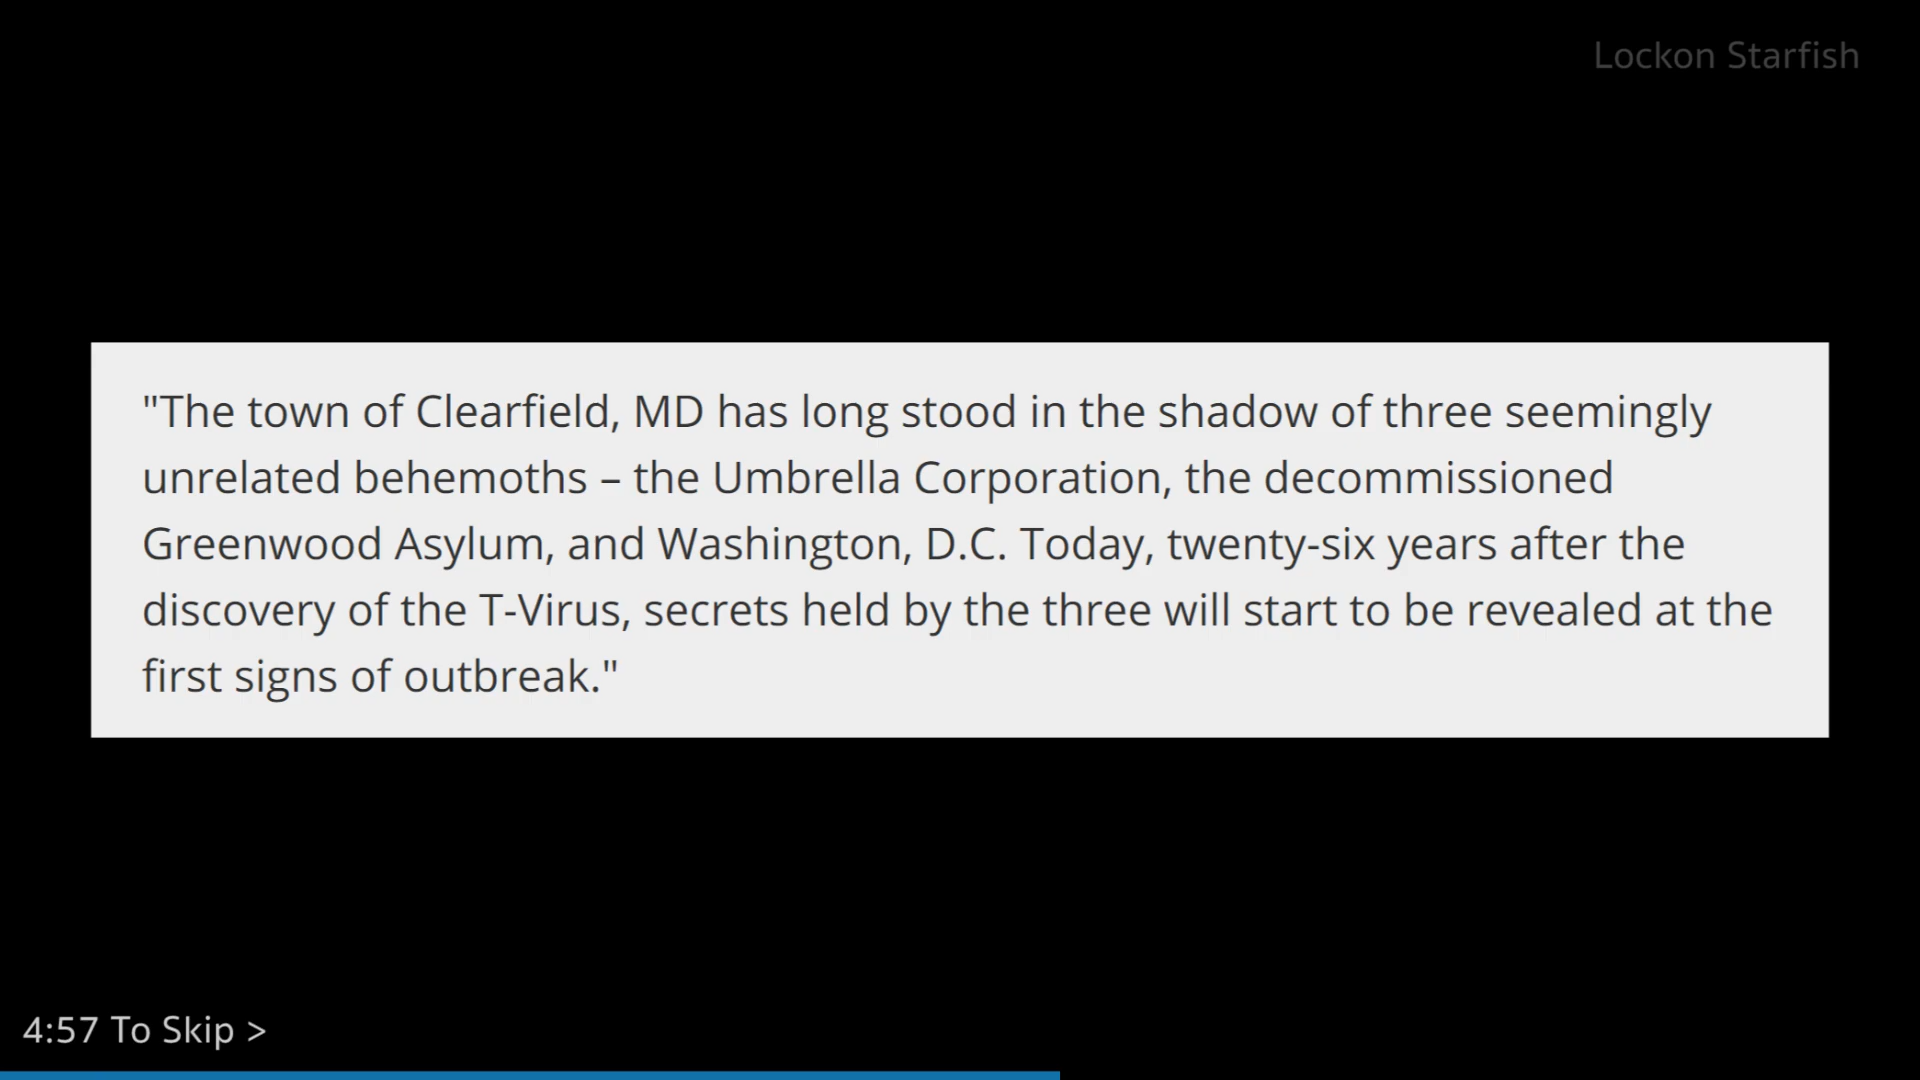 Lockon Starfish
"The town of Clearfield, MD has long stood in the shadow of three seemingly
unrelated behemoths – the Umbrella Corporation, the decommissioned
Greenwood Asylum, and Washington, D.C. Today, twenty-six years after the
discovery of the T-Virus, secrets held by the three will start to be revealed at the
first signs of outbreak."
4:57 To Skip >